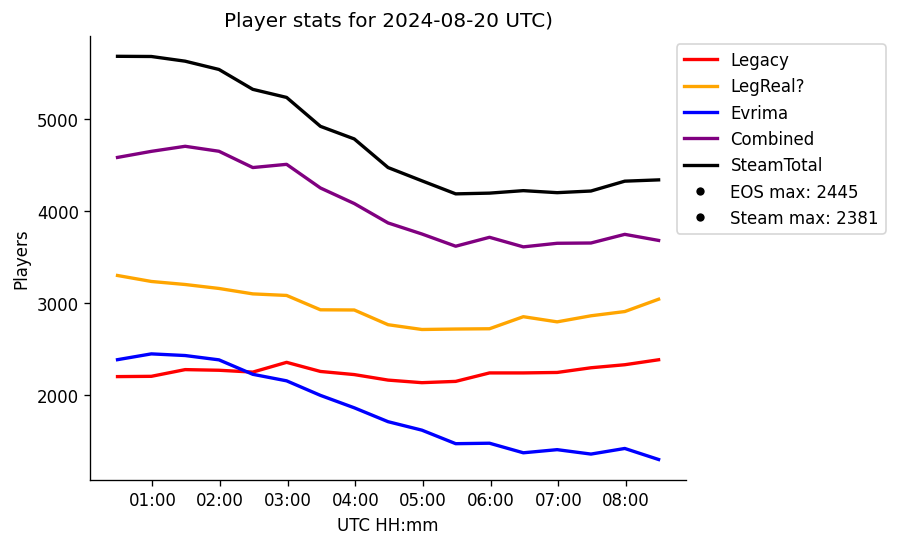 Player stats for 2024-08-20 UTC)
Legacy
LegReal?
Evrima
Combined
SteamTotal
EOS max: 2445
Steam max: 2381
Players
5000
4000
3000
2000
01:00 02:00 03:00 04:00 05:00 06:00 07:00 08:00
UTC HH:mm